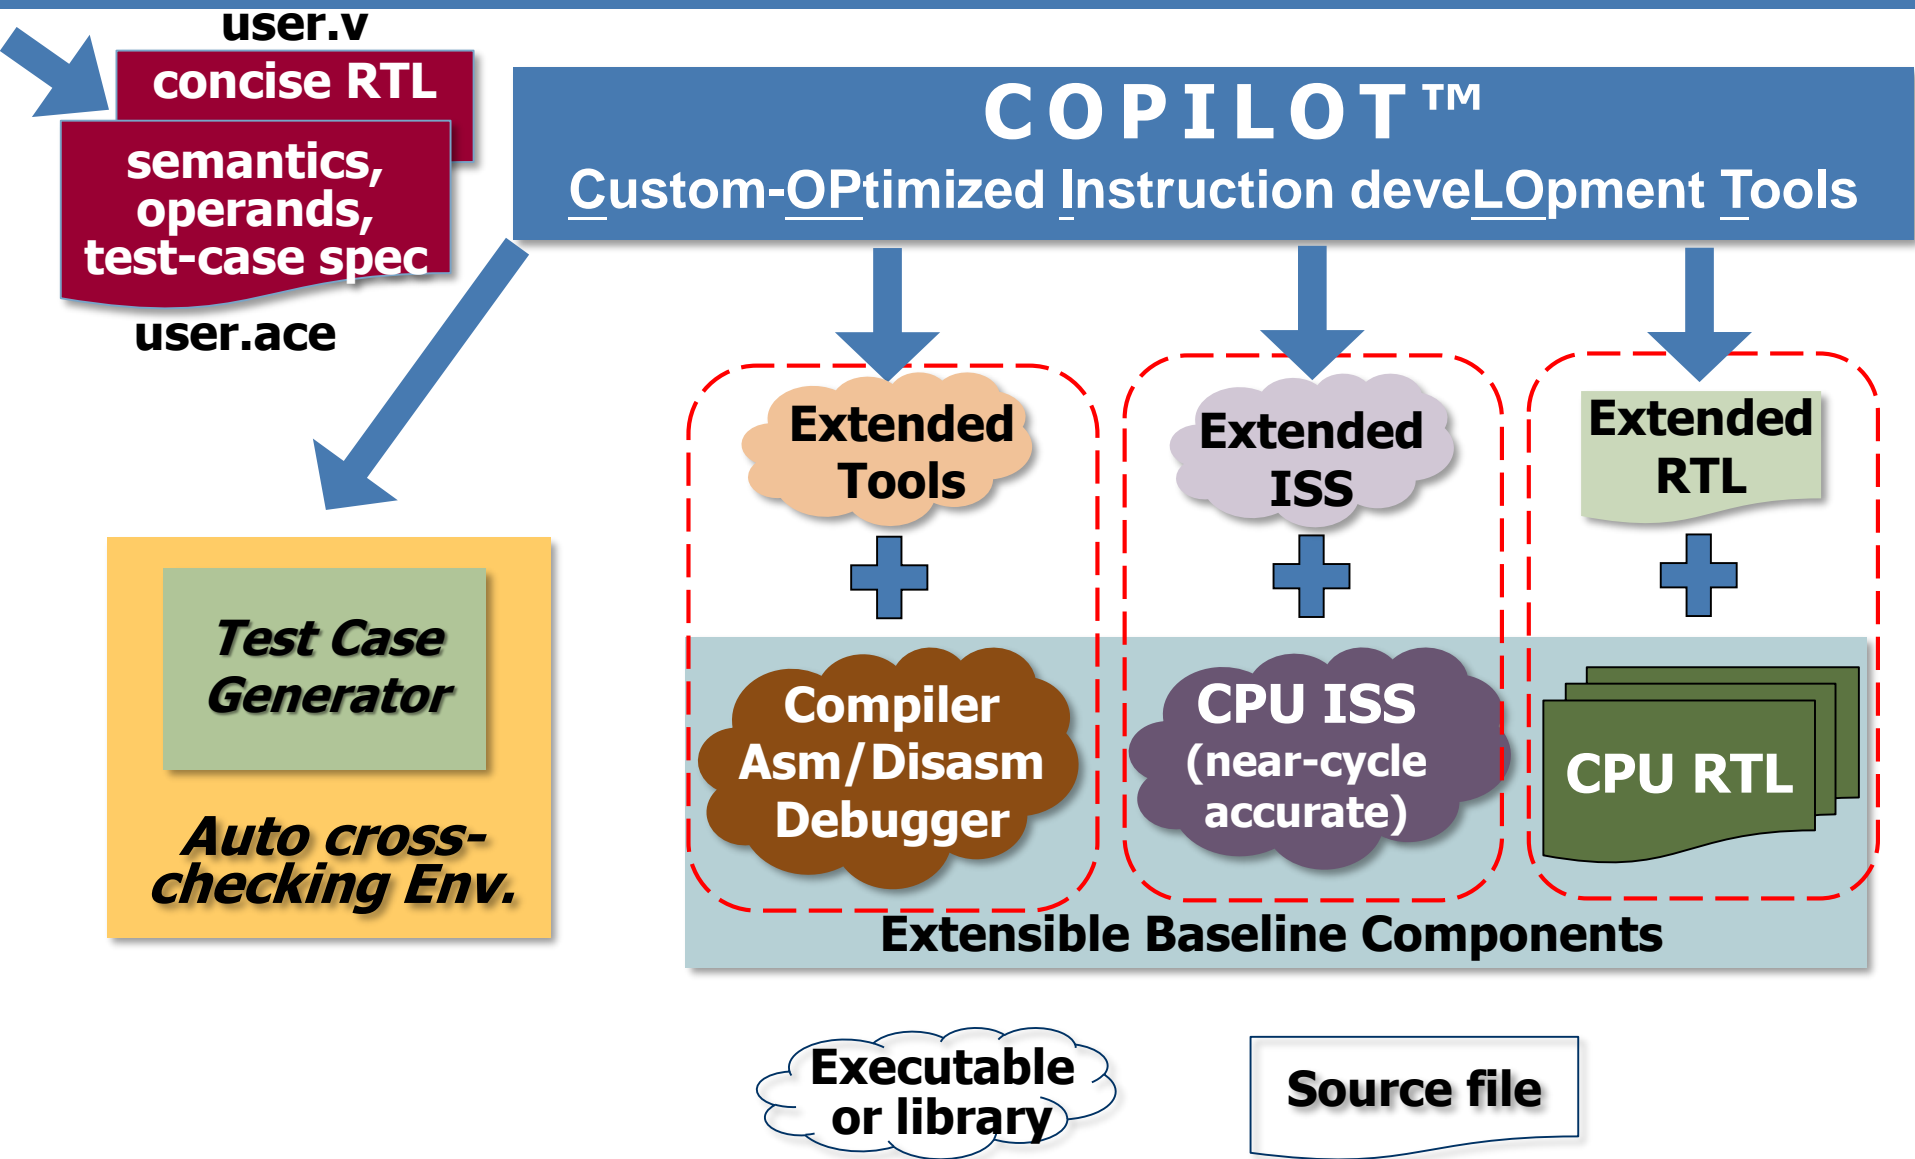 user.v
concise RTL
semantics,
operands,
test-case spec
user.ace
COPILOT™
Custom-OPtimized Instruction deveLOpment Tools
Extended
Tools
Extended
ISS
Extended
RTL
Test Case
Generator
Auto cross-
checking Env.
Compiler
Asm/Disasm
Debugger
CPU ISS
(near-cycle
accurate)
CPU RTL
Extensible Baseline Components
Executable
or library
Source file